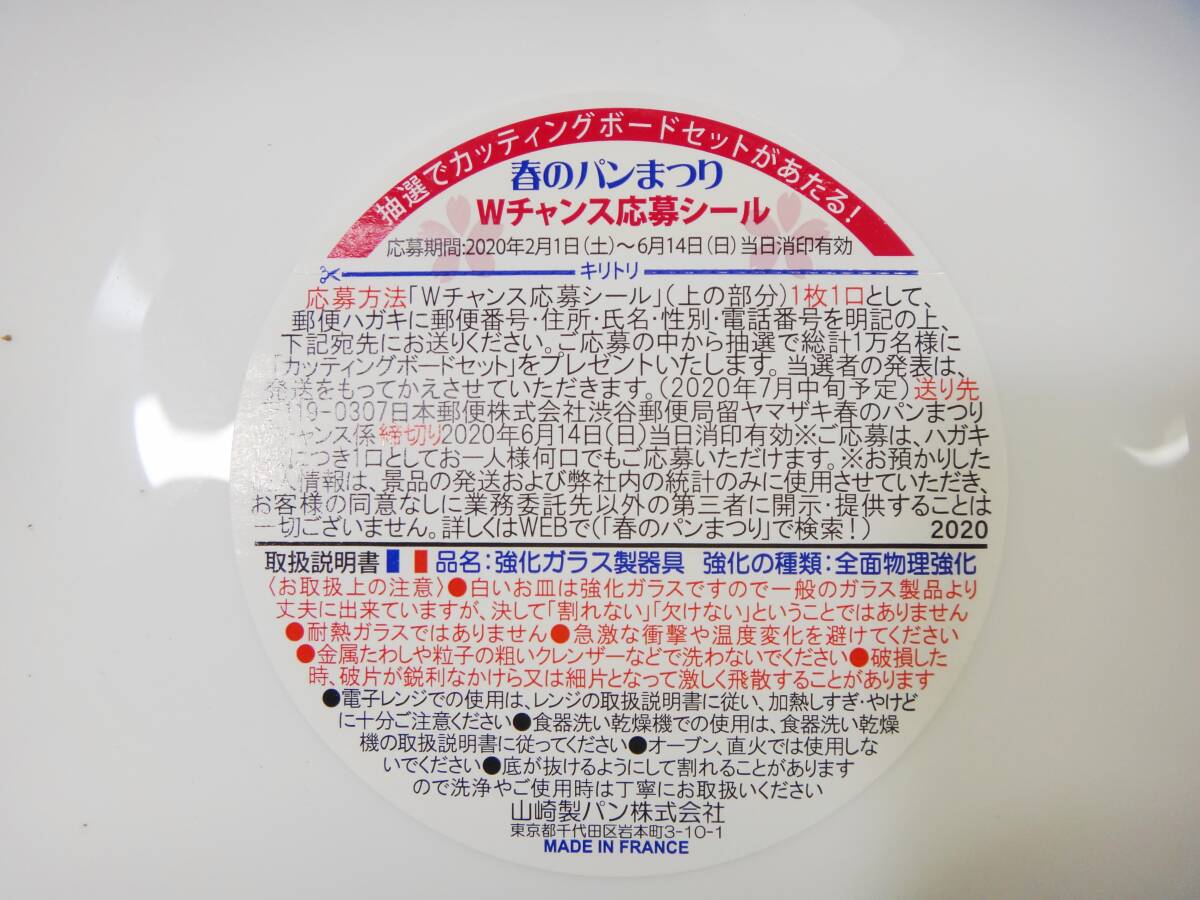 抽選でカッティングボードセットがあたる!
春のパンまつり
Wチャンス応募シール
応募期間:2020年2月1日(土)～6月14日(日)当日消印有効
キリトリ
応募方法「Wチャンス応募シール」(上の部分)1枚1口として、
郵便ハガキに郵便番号・住所・氏名・性別・電話番号を明記の上、
下記宛先にお送りください。ご応募の中から抽選で総計1万名様に
「カッティングボードセット」をプレゼントいたします。当選者の発表は、
発送をもってかえさせていただきます。(2020年7月中旬予定)送り先
〒119-0307日本郵便株式会社渋谷郵便局留ヤマザキ春のパンまつり
チャンス係 締切り2020年6月14日(日)当日消印有効※ご応募は、ハガキ
につき1口としてお一人様何口でもご応募いただけます。※お預かりした
情報は、景品の発送および弊社内の統計のみに使用させていただき、
お客様の同意なしに業務委託先以外の第三者に開示・提供することは
一切ございません。詳しくはWEBで(「春のパンまつり」で検索!) 2020
取扱説明書 品名:強化ガラス製器具 強化の種類:全面物理強化
〈お取扱上の注意〉●白いお皿は強化ガラスですので一般のガラス製品より
丈夫に出来ていますが、決して「割れない」「欠けない」ということではありません
●耐熱ガラスではありません●急激な衝撃や温度変化を避けてください
●金属たわしや粒子の粗いクレンザーなどで洗わないでください●破損した
時、破片が鋭利なかけら又は細片となって激しく飛散することがあります
●電子レンジでの使用は、レンジの取扱説明書に従い、加熱しすぎ・やけど
に十分ご注意ください●食器洗い乾燥機での使用は、食器洗い乾燥
機の取扱説明書に従ってください●オーブン、直火では使用しな
いでください●底が抜けるようにして割れることがあります
ので洗浄やご使用時は丁寧にお取扱いください
山崎製パン株式会社
東京都千代田区岩本町3-10-1
MADE IN FRANCE